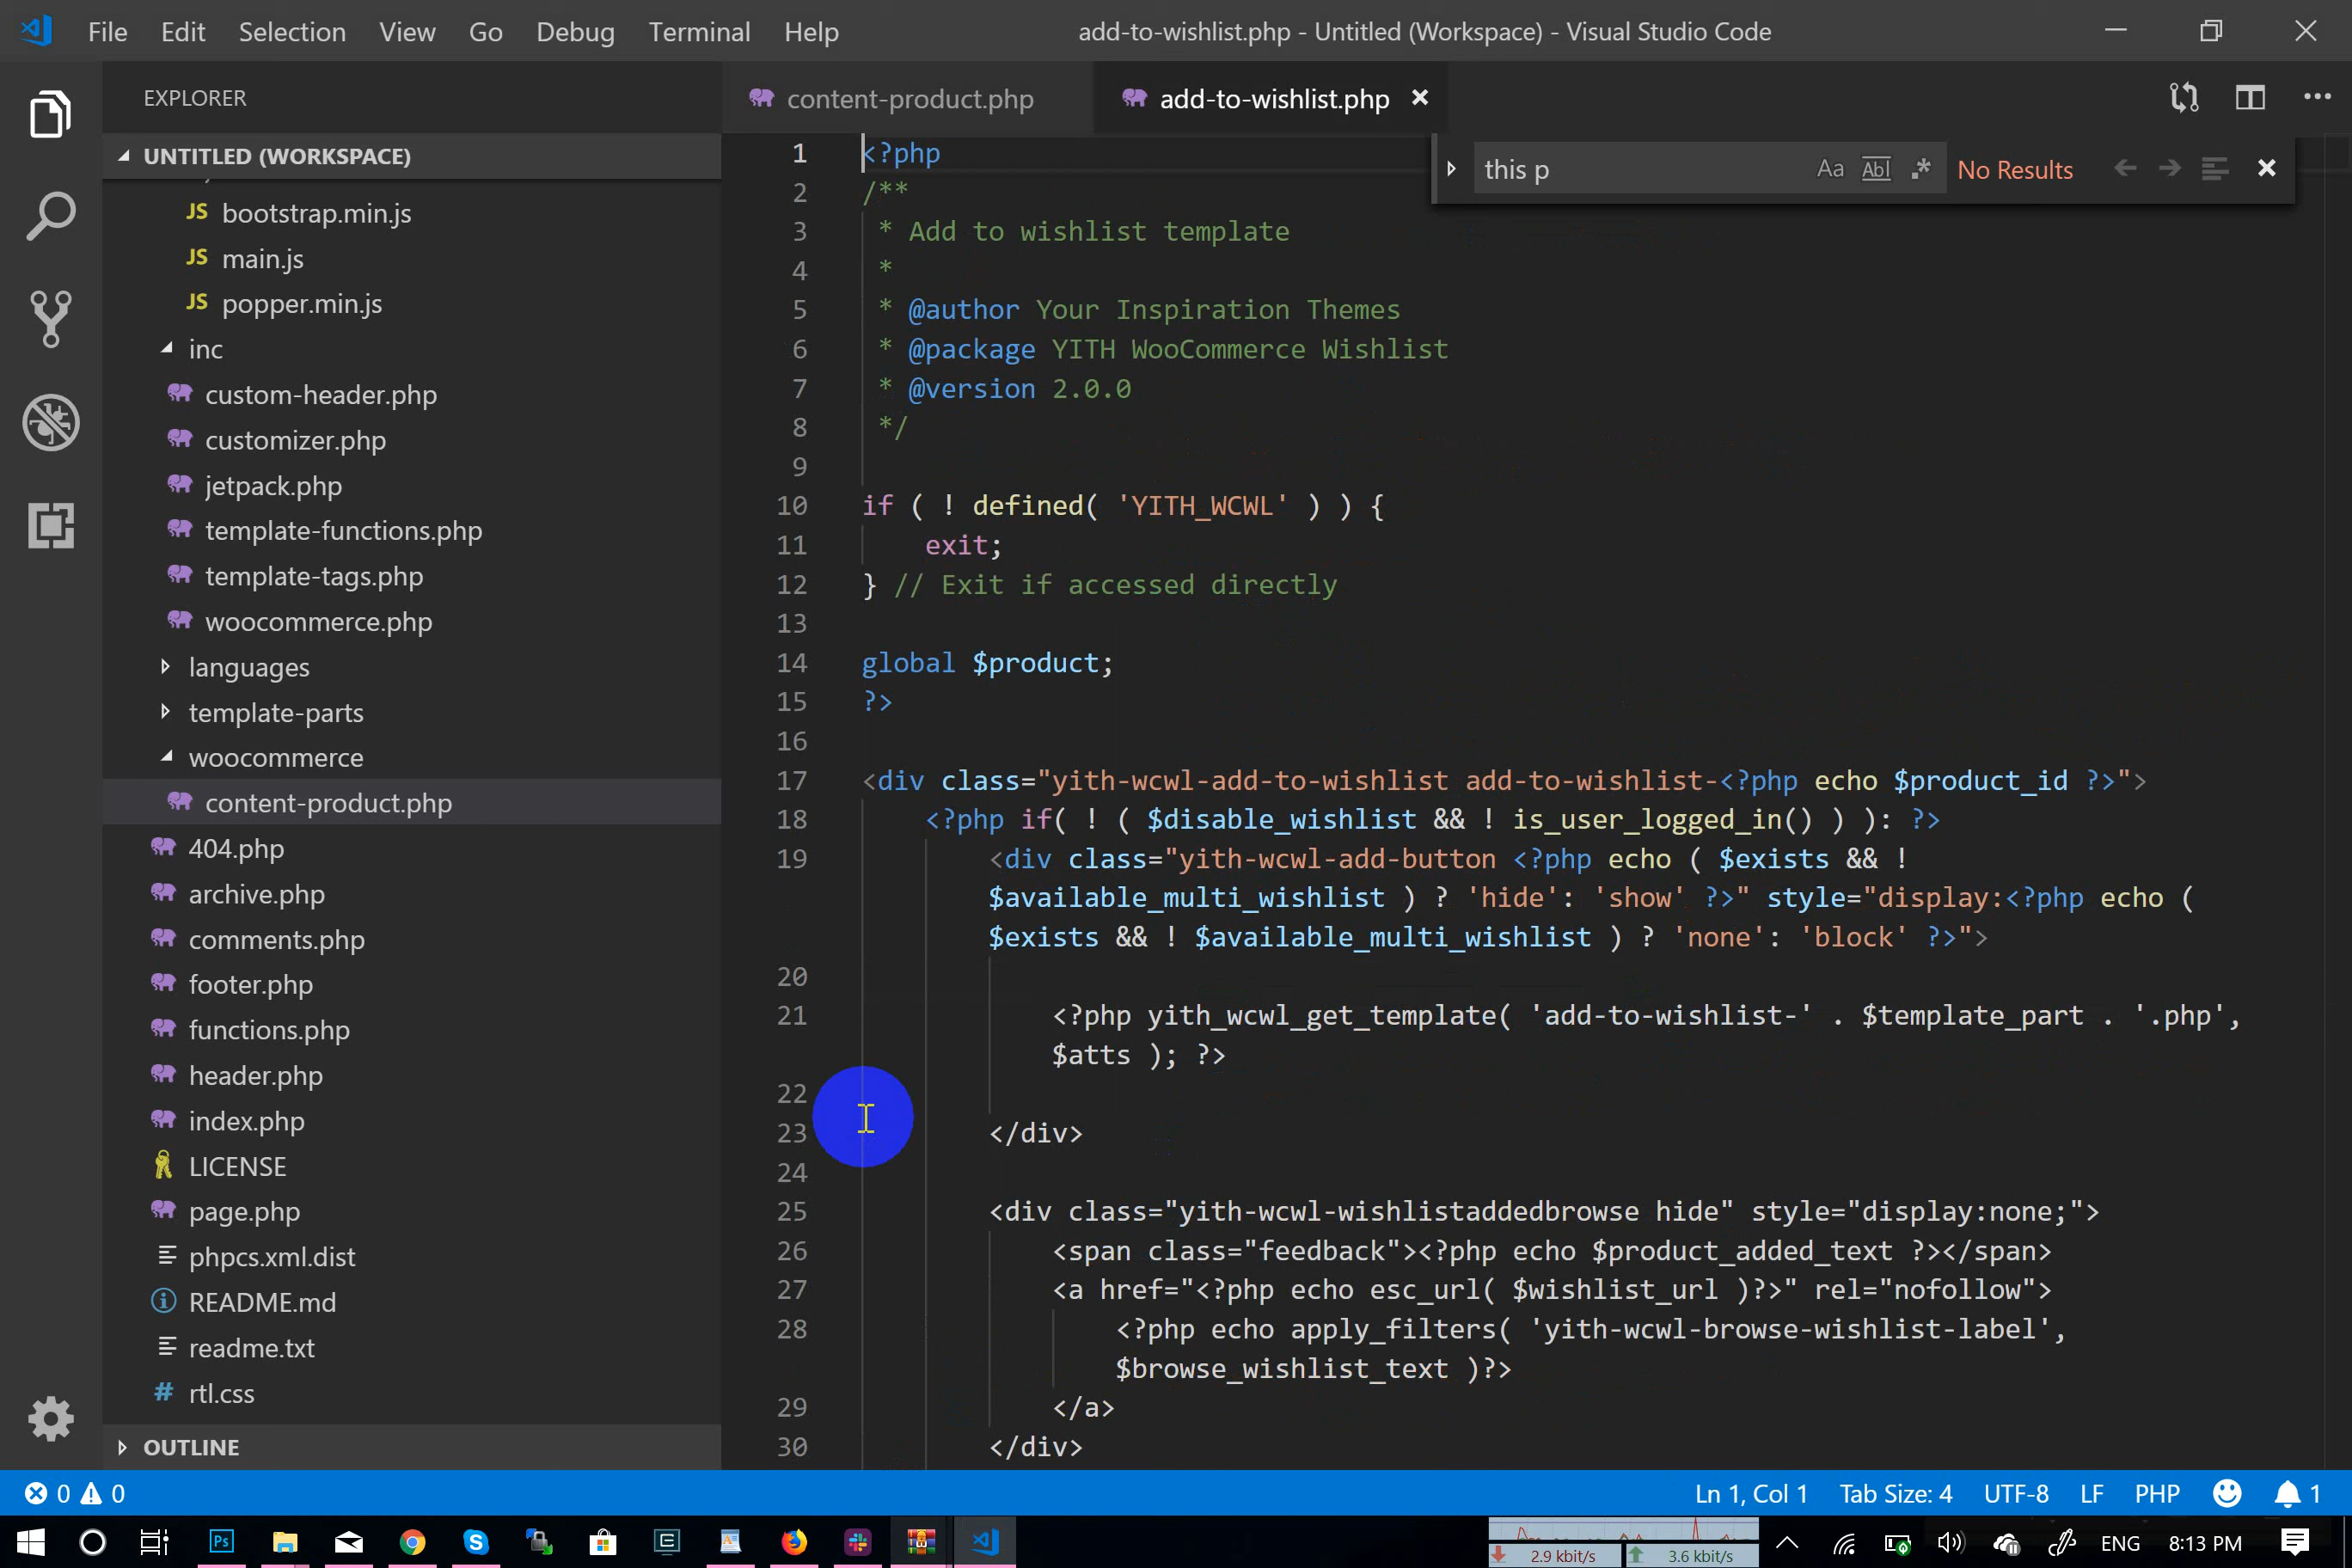 File Edit Selection View Go Debug Terminal Help
add-to-wishlist.php - Untitled (Workspace) - Visual Studio Code
EXPLORER
UNTITLED (WORKSPACE)
JS bootstrap.min.js
JS main.js
JS popper.min.js
inc
custom-header.php
customizer.php
jetpack.php
template-functions.php
template-tags.php
woocommerce.php
languages
template-parts
woocommerce
content-product.php
404.php
archive.php
comments.php
footer.php
functions.php
header.php
index.php
LICENSE
page.php
phpcs.xml.dist
README.md
readme.txt
# rtl.css
OUTLINE
content-product.php
add-to-wishlist.php
this p Aa Abl .* No Results
1 <?php
2 /**
3 * Add to wishlist template
4 *
5 * @author Your Inspiration Themes
6 * @package YITH WooCommerce Wishlist
7 * @version 2.0.0
8 */
9
10 if ( ! defined( 'YITH_WCWL' ) ) {
11 exit;
12 } // Exit if accessed directly
13
14 global $product;
15 ?>
16
17 <div class="yith-wcwl-add-to-wishlist add-to-wishlist-<?php echo $product_id ?>">
18 <?php if( ! ( $disable_wishlist && ! is_user_logged_in() ) ): ?>
19 <div class="yith-wcwl-add-button <?php echo ( $exists && !
$available_multi_wishlist ) ? 'hide': 'show' ?>" style="display:<?php echo (
$exists && ! $available_multi_wishlist ) ? 'none': 'block' ?>">
20
21 <?php yith_wcwl_get_template( 'add-to-wishlist-' . $template_part . '.php',
$atts ); ?>
22
23 </div>
24
25 <div class="yith-wcwl-wishlistaddedbrowse hide" style="display:none;">
26 <span class="feedback"><?php echo $product_added_text ?></span>
27 <a href="<?php echo esc_url( $wishlist_url )?>" rel="nofollow">
28 <?php echo apply_filters( 'yith-wcwl-browse-wishlist-label',
$browse_wishlist_text )?>
29 </a>
30 </div>
0 0
Ln 1, Col 1 Tab Size: 4 UTF-8 LF PHP 1
Ps
2.9 kbit/s 3.6 kbit/s
ENG 8:13 PM